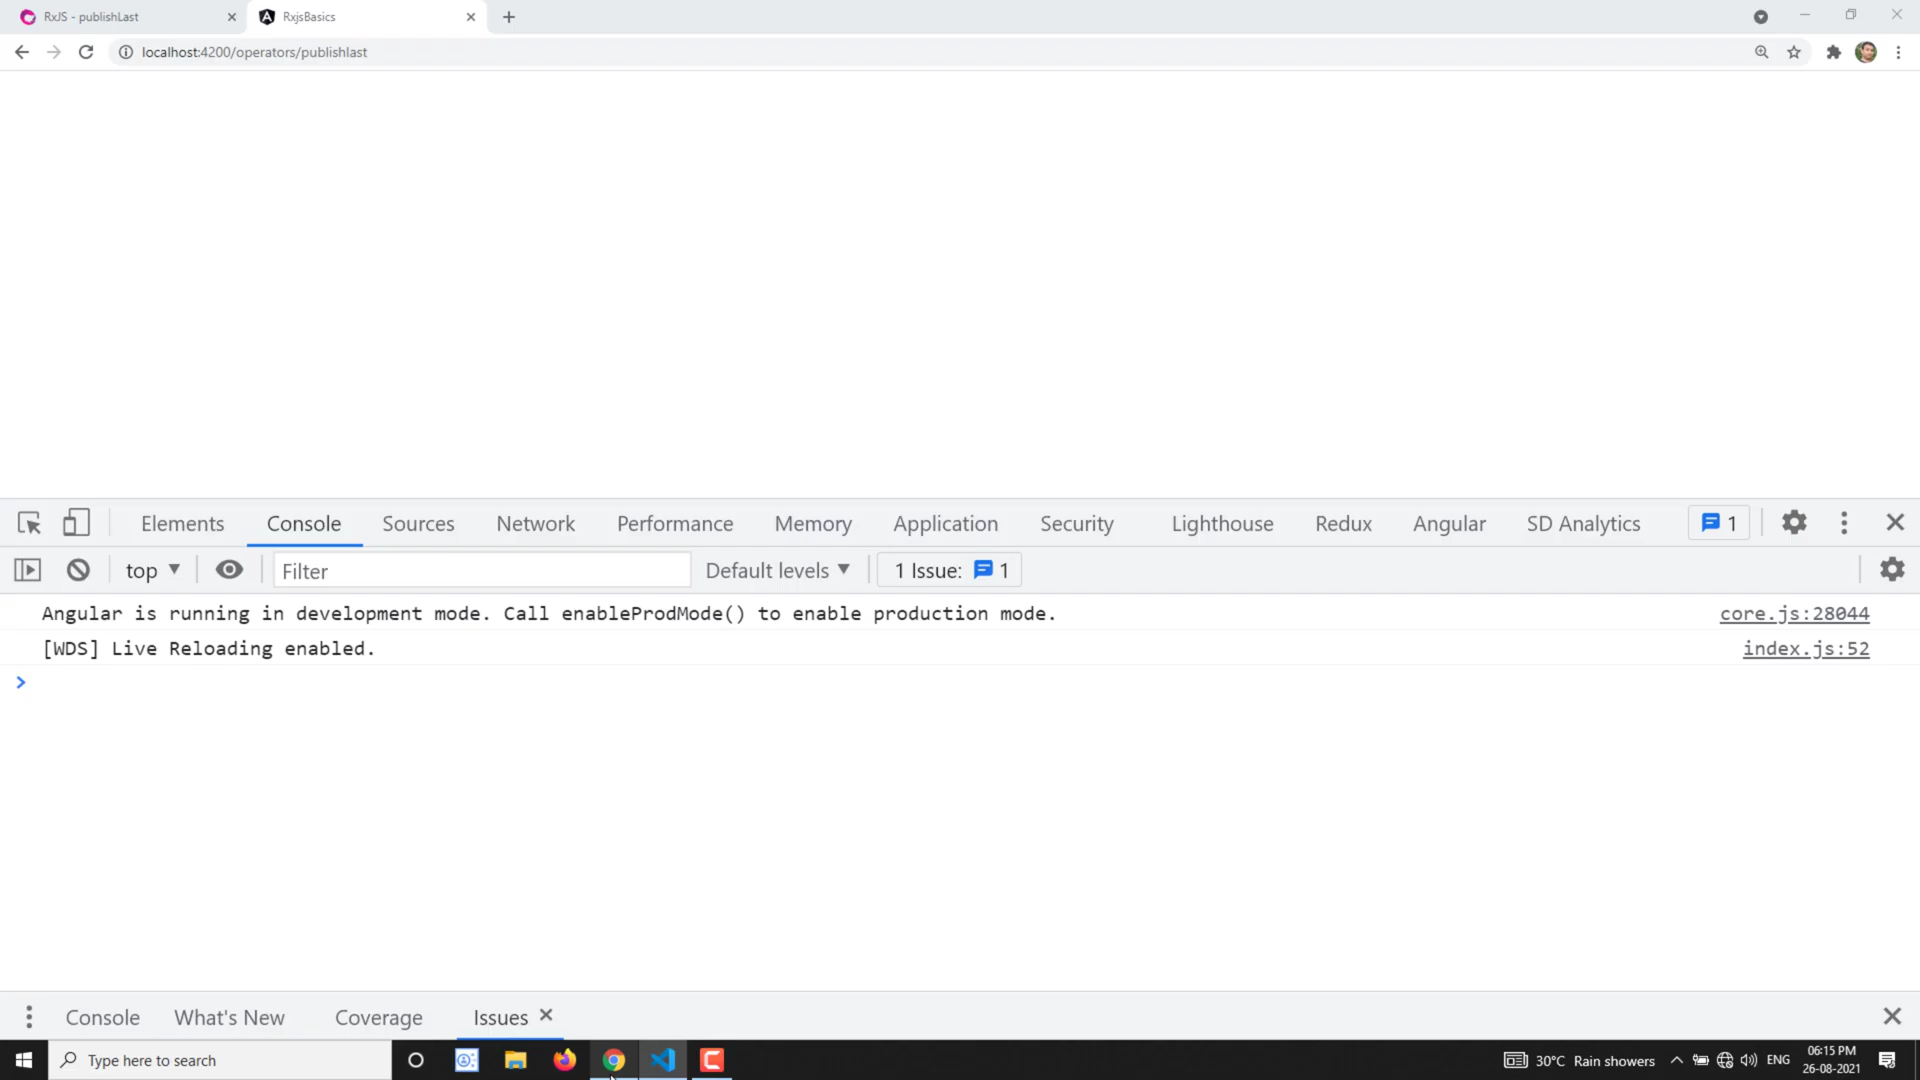 RxJS - publishLast
RxjsBasics
localhost:4200/operators/publishlast
Elements Console Sources Network Performance Memory Application Security Lighthouse Redux Angular SD Analytics 1
top Filter Default levels 1 Issue: 1
Angular is running in development mode. Call enableProdMode() to enable production mode. core.js:28044
[WDS] Live Reloading enabled. index.js:52
Console What's New Coverage Issues
Type here to search
30°C Rain showers
ENG
06:15 PM
26-08-2021